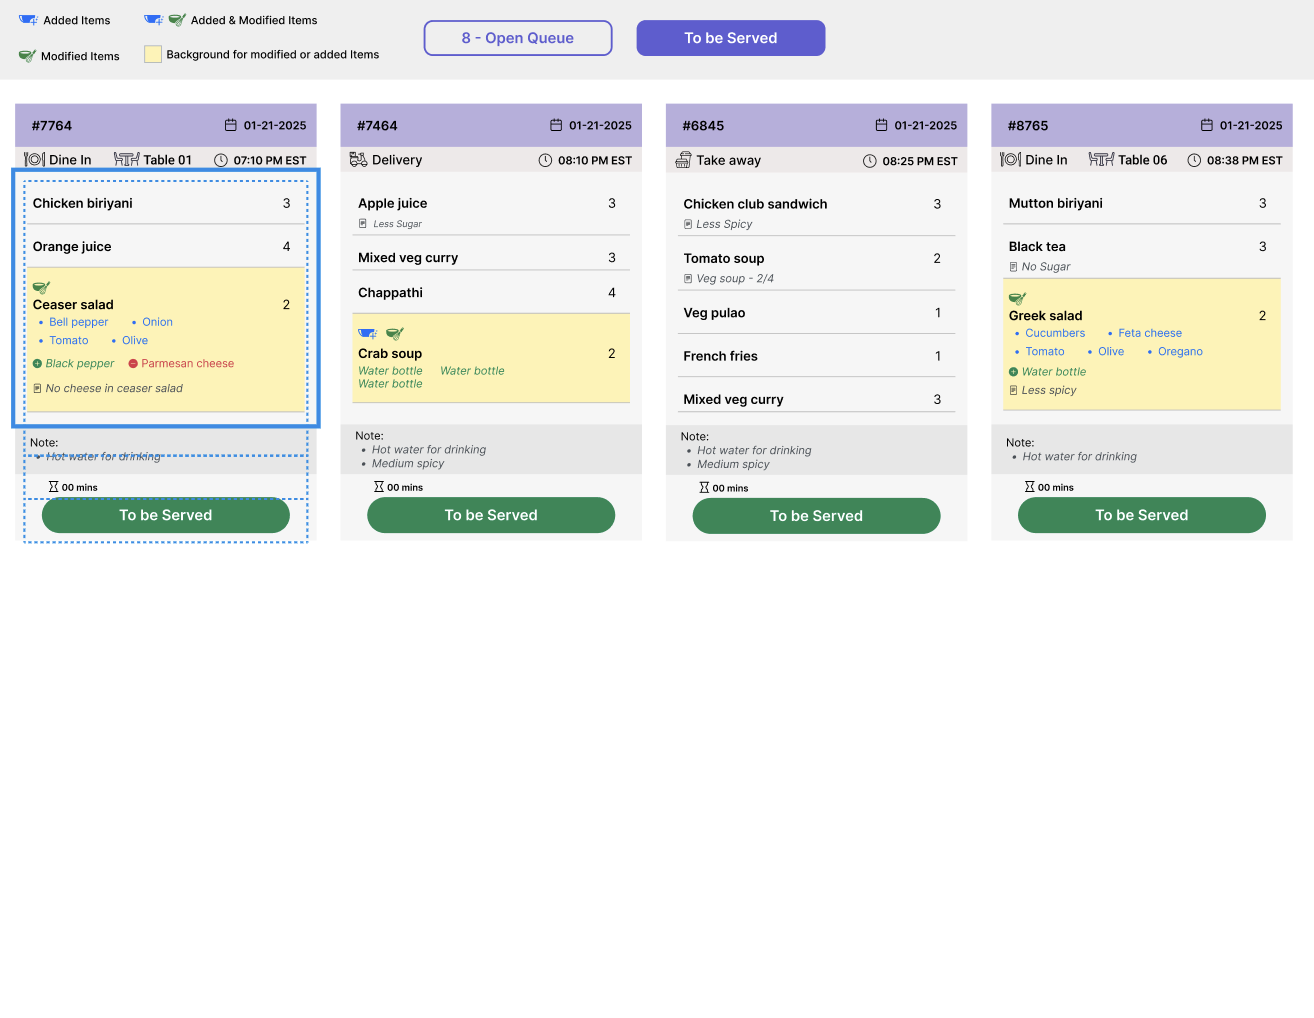 Added Items
Added & Modified Items
Modified Items
Background for modified or added Items
8 - Open Queue
To be Served
#7764
01-21-2025
Dine In
Table 01
07:10 PM EST
Chicken biriyani 3
Orange juice 4
Ceaser salad 2
• Bell pepper • Onion
• Tomato • Olive
Black pepper Parmesan cheese
No cheese in ceaser salad
Note:
• Hot water for drinking
00 mins
To be Served
#7464
01-21-2025
Delivery
08:10 PM EST
Apple juice 3
Less Sugar
Mixed veg curry 3
Chappathi 4
Crab soup 2
Water bottle Water bottle
Water bottle
Note:
• Hot water for drinking
• Medium spicy
00 mins
To be Served
#6845
01-21-2025
Take away
08:25 PM EST
Chicken club sandwich 3
Less Spicy
Tomato soup 2
Veg soup - 2/4
Veg pulao 1
French fries 1
Mixed veg curry 3
Note:
• Hot water for drinking
• Medium spicy
00 mins
To be Served
#8765
01-21-2025
Dine In
Table 06
08:38 PM EST
Mutton biriyani 3
Black tea 3
No Sugar
Greek salad 2
• Cucumbers • Feta cheese
• Tomato • Olive • Oregano
Water bottle
Less spicy
Note:
• Hot water for drinking
00 mins
To be Served